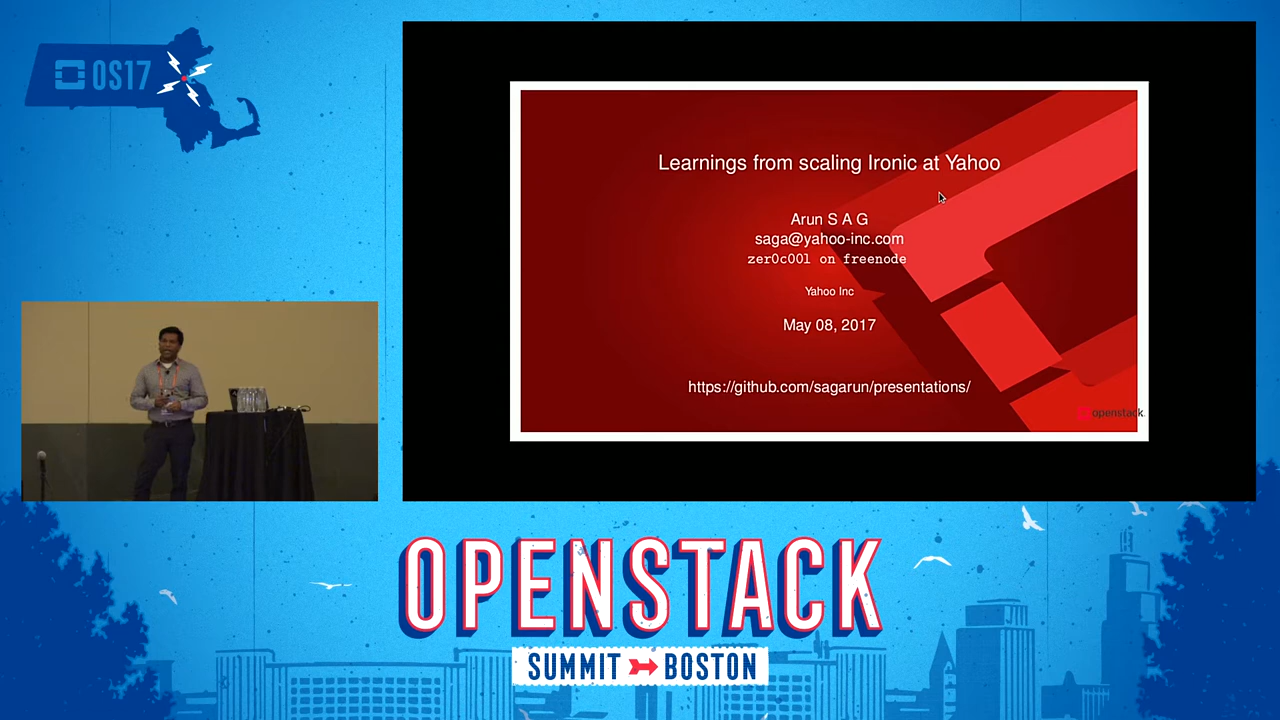 OS17
Learnings from scaling Ironic at Yahoo
Arun S A G
saga@yahoo-inc.com
zer0c00l on freenode
Yahoo Inc
May 08, 2017
https://github.com/sagarun/presentations/
openstack.
OPENSTACK
SUMMIT BOSTON